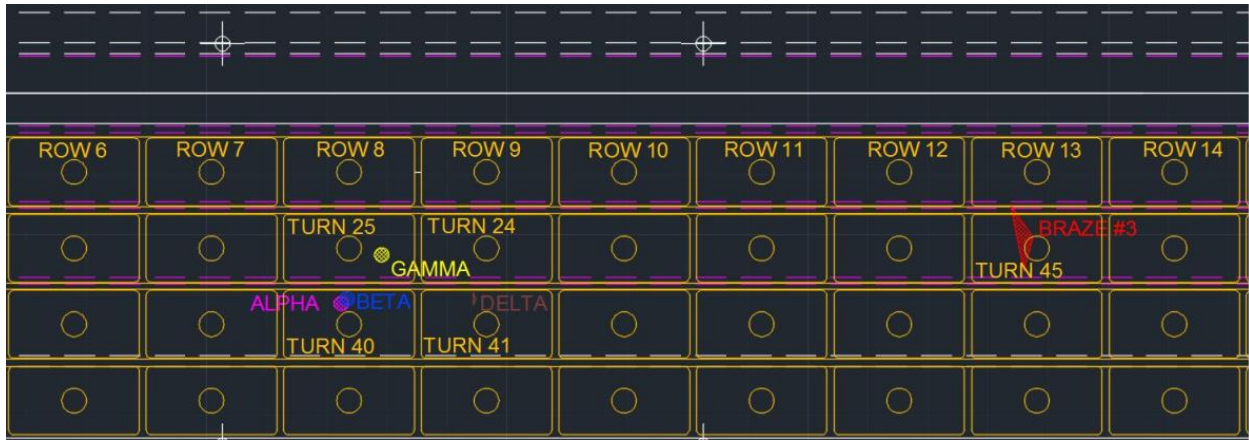 ROW 6
ROW 7
ROW 8
ROW 9
ROW 10
ROW 11
ROW 12
ROW 13
ROW 14
TURN 25
TURN 24
BRAZE #3
GAMMA
TURN 45
ALPHA
BETA
DELTA
TURN 40
TURN 41